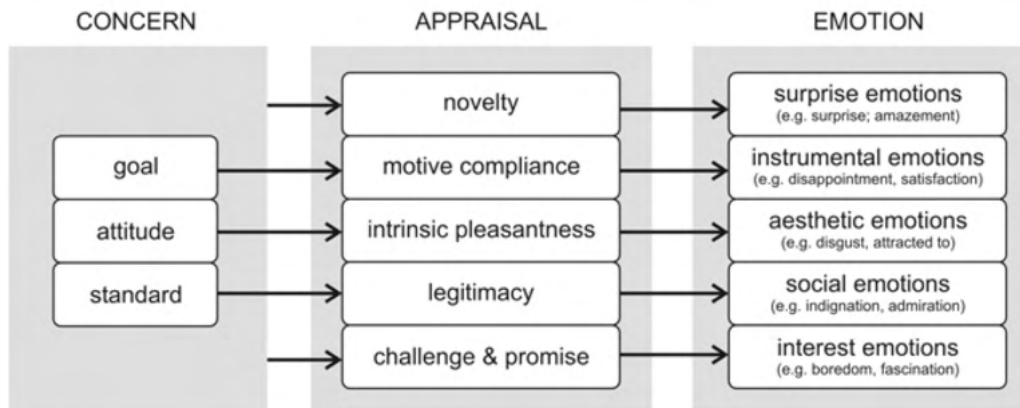 CONCERN
APPRAISAL
EMOTION
goal
attitude
standard
novelty
motive compliance
intrinsic pleasantness
legitimacy
challenge & promise
surprise emotions
(e.g. surprise; amazement)
instrumental emotions
(e.g. disappointment, satisfaction)
aesthetic emotions
(e.g. disgust, attracted to)
social emotions
(e.g. indignation, admiration)
interest emotions
(e.g. boredom, fascination)